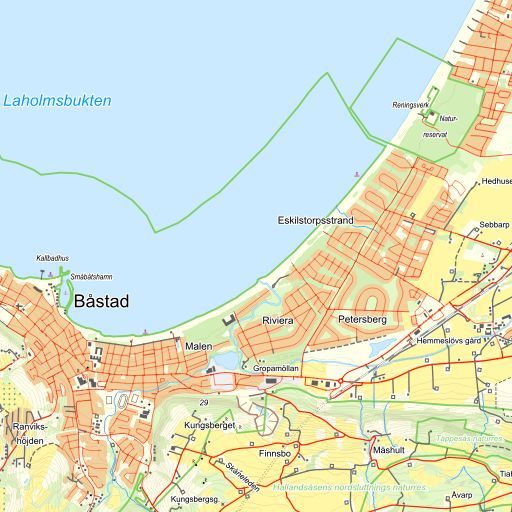 Laholmsbukten
Reningsverk
Natur-
reservat
Hedhuse
Eskilstorpsstrand
Sebbarp
Kallbadhus
Småbåtshamn
Båstad
Riviera
Petersberg
Malen
Hemmeslövs gård
Gropamöllan
29
Ranviks-
höjden
Kungsberget
Täppesås naturres.
Finnsbo
Måshult
Skåneleden
Tia
Hallandsåsens nordsluttnings naturres.
Kungsbergsg.
Axarp